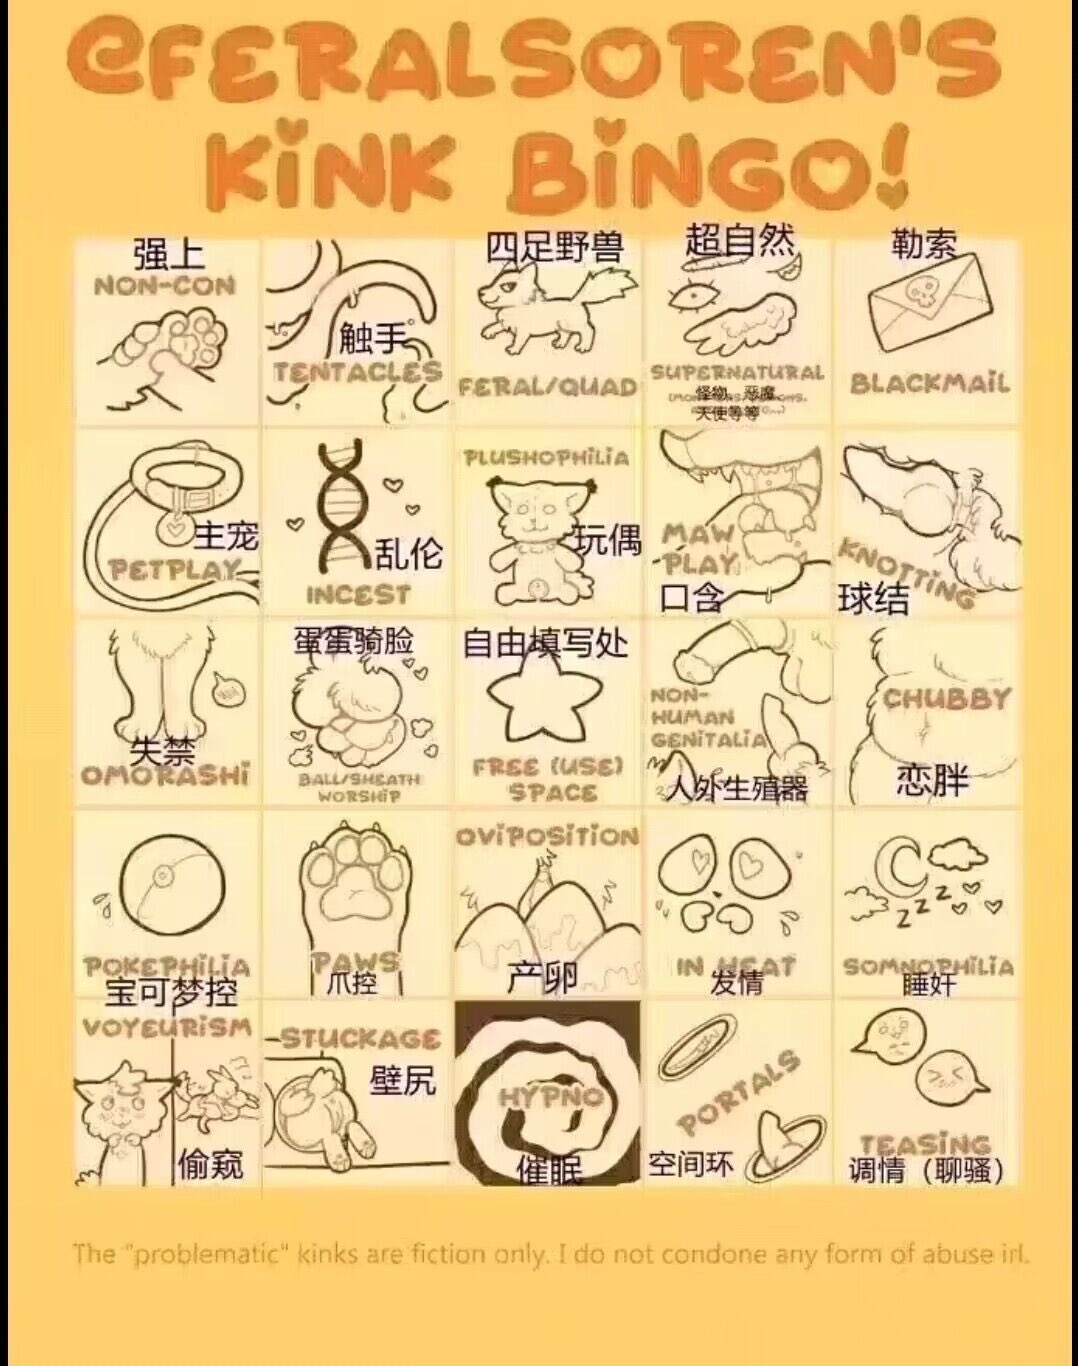 @FERALSOREN'S
KINK BINGO!
强上
NON-CON
触手
TENTACLES
四足野兽
FERAL/QUAD
超自然
SUPERNATURAL
怪物、恶魔、
天使等等
勒索
BLACKMAIL
主宠
PETPLAY
乱伦
INCEST
PLUSHOPHILIA
玩偶
MAW
PLAY
口含
KNOTTING
球结
失禁
OMORASHI
蛋蛋骑脸
BALL/SHEATH
WORSHIP
自由填写处
FREE (USE)
SPACE
NON-
HUMAN
GENITALIA
人外生殖器
CHUBBY
恋胖
POKEPHILIA
宝可梦控
PAWS
爪控
OVIPOSITION
产卵
IN HEAT
发情
Z Z Z Z
SOMNOPHILIA
睡奸
VOYEURISM
偷窥
STUCKAGE
壁尻
HYPNO
催眠
PORTALS
空间环
TEASING
调情（聊骚）
The "problematic" kinks are fiction only. I do not condone any form of abuse irl.